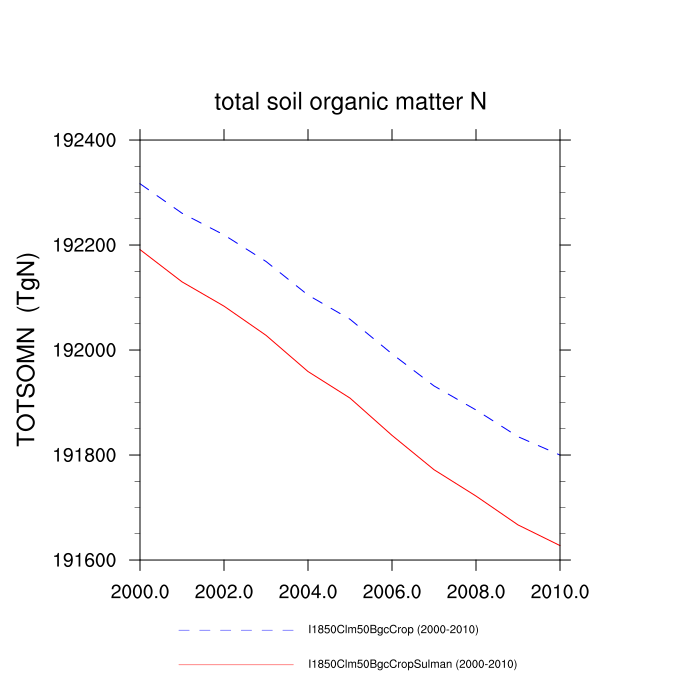 total soil organic matter N
192400
192200
192000
191800
191600
TOTSOMN (TgN)
2000.0 2002.0 2004.0 2006.0 2008.0 2010.0
I1850Clm50BgcCrop (2000-2010)
I1850Clm50BgcCropSulman (2000-2010)